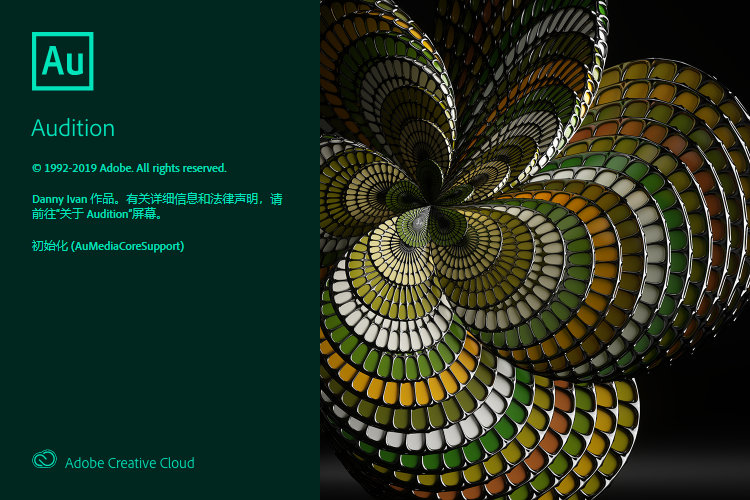 Au
Audition
© 1992-2019 Adobe. All rights reserved.
Danny Ivan 作品。有关详细信息和法律声明，请
前往“关于 Audition”屏幕。
初始化 (AuMediaCoreSupport)
Adobe Creative Cloud